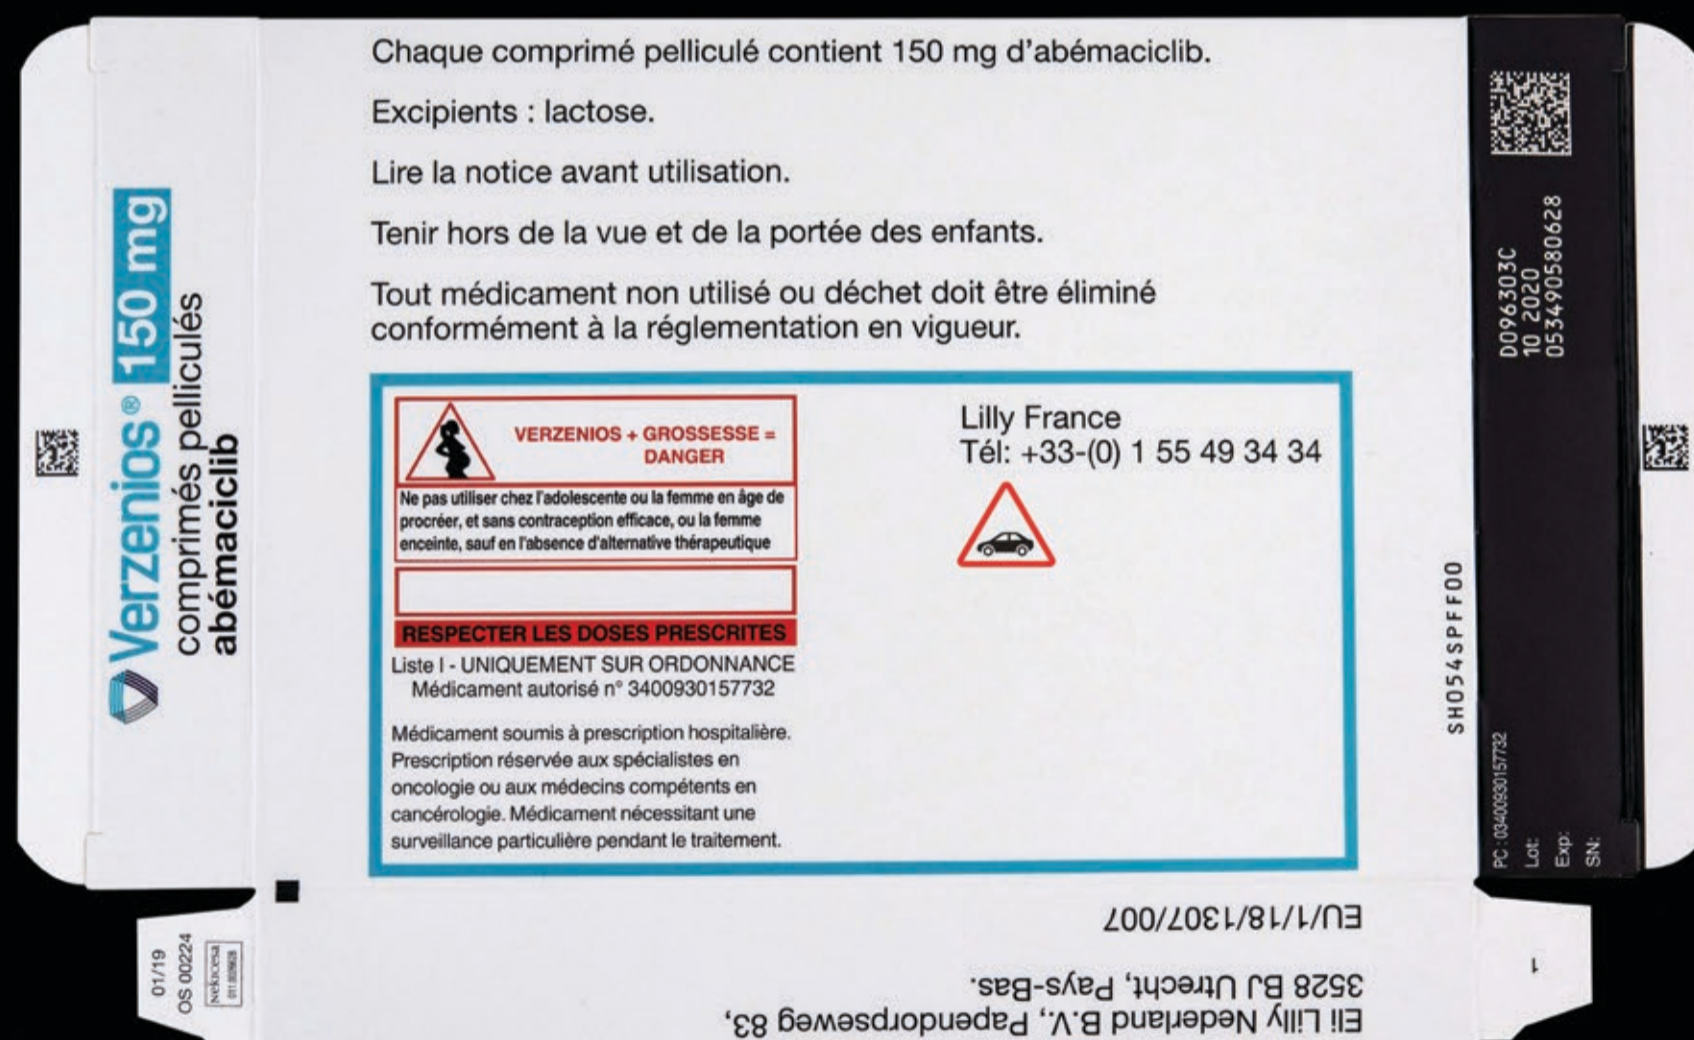 Chaque comprimé pelliculé contient 150 mg d'abémaciclib.
Excipients : lactose.
Lire la notice avant utilisation.
Tenir hors de la vue et de la portée des enfants.
Tout médicament non utilisé ou déchet doit être éliminé
conformément à la réglementation en vigueur.
VERZENIOS + GROSSESSE =
DANGER
Ne pas utiliser chez l'adolescente ou la femme en âge de
procréer, et sans contraception efficace, ou la femme
enceinte, sauf en l'absence d'alternative thérapeutique
RESPECTER LES DOSES PRESCRITES
Liste I - UNIQUEMENT SUR ORDONNANCE
Médicament autorisé n° 3400930157732
Médicament soumis à prescription hospitalière.
Prescription réservée aux spécialistes en
oncologie ou aux médecins compétents en
cancérologie. Médicament nécessitant une
surveillance particulière pendant le traitement.
Lilly France
Tél: +33-(0) 1 55 49 34 34
Verzenios® 150 mg
comprimés pelliculés
abémaciclib
SH054SPFF00
PC : 03400930157732
Lot: D096303C
Exp: 10 2020
SN: 053490580628
Eli Lilly Nederland B.V., Papendorpseweg 83,
3528 BJ Utrecht, Pays-Bas.
EU/1/18/1307/007
01/19
OS 00224
Nekicesa
1